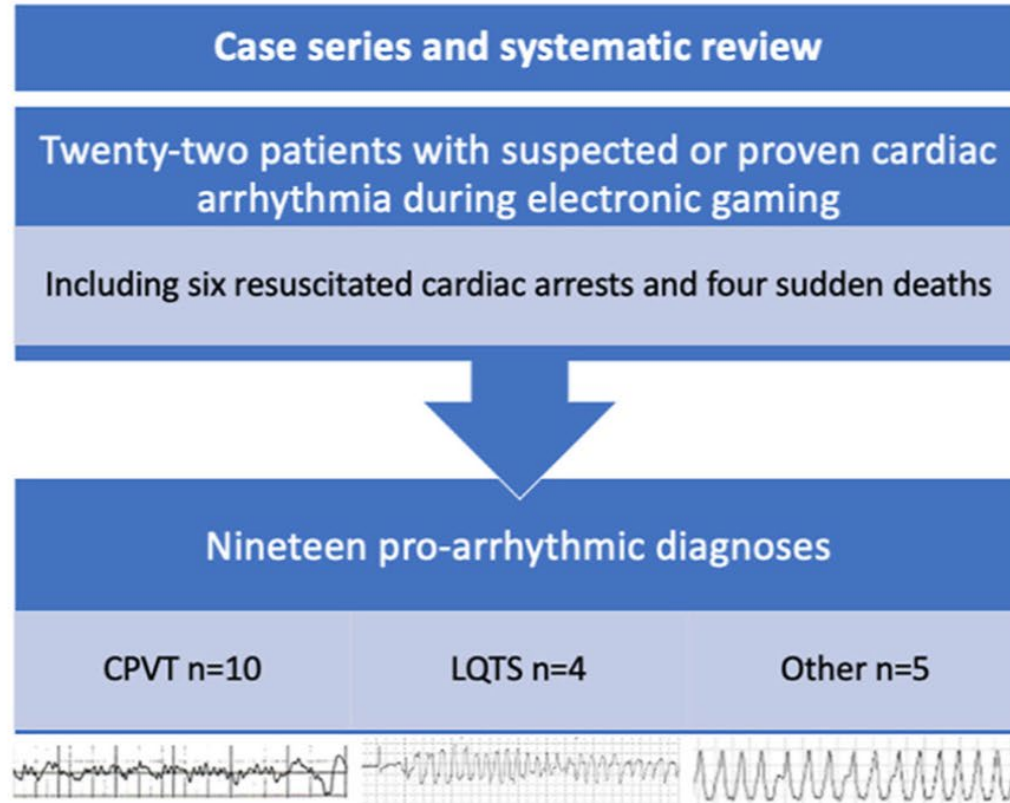 Case series and systematic review
Twenty-two patients with suspected or proven cardiac
arrhythmia during electronic gaming
Including six resuscitated cardiac arrests and four sudden deaths
Nineteen pro-arrhythmic diagnoses
CPVT n=10
LQTS n=4
Other n=5